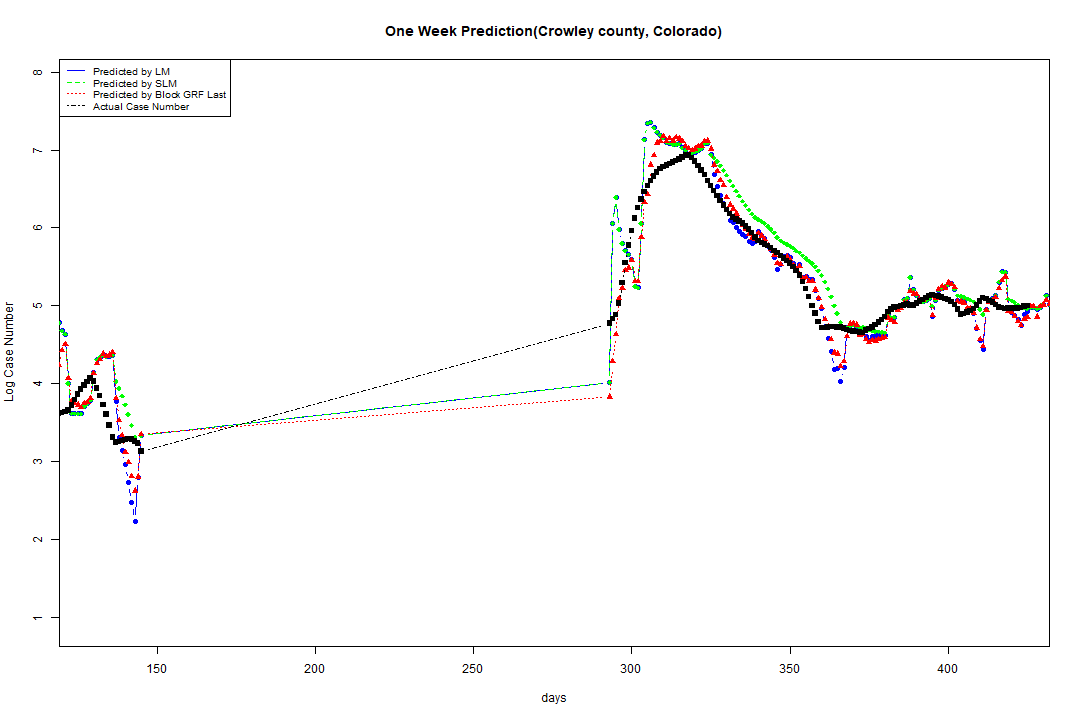 One Week Prediction(Crowley county, Colorado)
Predicted by LM
Predicted by SLM
Predicted by Block GRF Last
Actual Case Number
8
7
6
5
4
3
2
1
Log Case Number
150 200 250 300 350 400
days